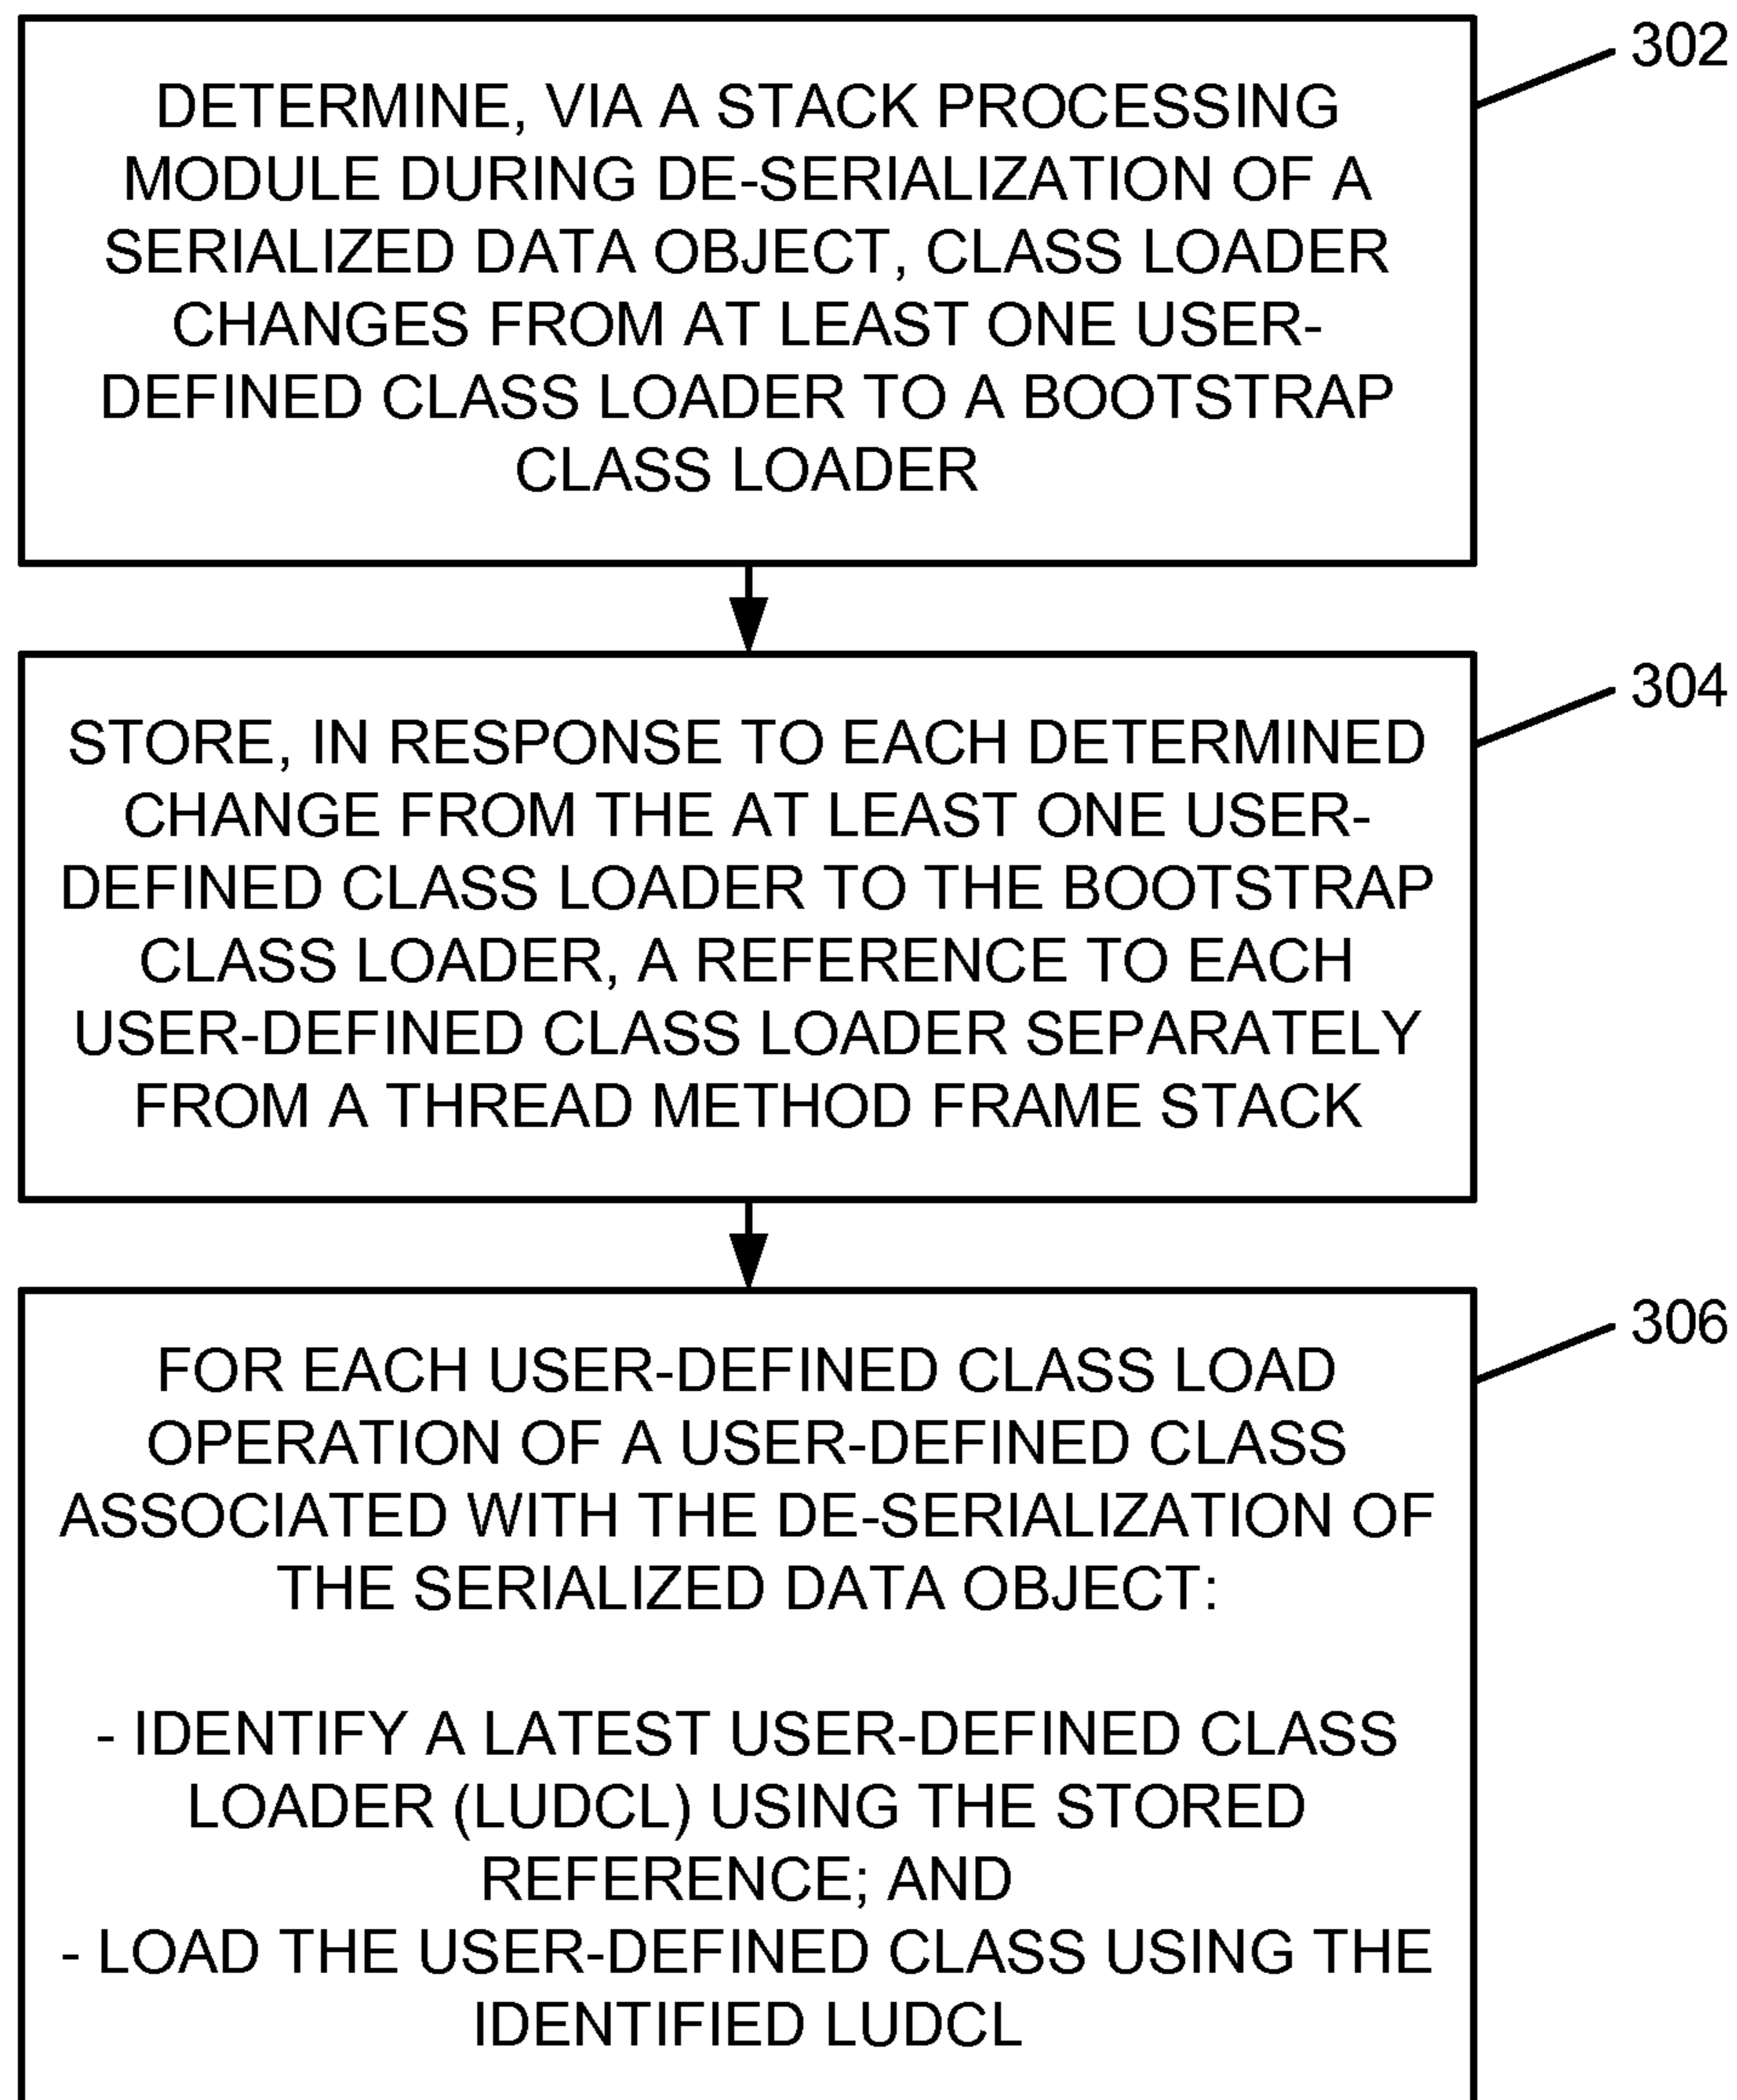 302
DETERMINE, VIA A STACK PROCESSING
MODULE DURING DE-SERIALIZATION OF A
SERIALIZED DATA OBJECT, CLASS LOADER
CHANGES FROM AT LEAST ONE USER-
DEFINED CLASS LOADER TO A BOOTSTRAP
CLASS LOADER
304
STORE, IN RESPONSE TO EACH DETERMINED
CHANGE FROM THE AT LEAST ONE USER-
DEFINED CLASS LOADER TO THE BOOTSTRAP
CLASS LOADER, A REFERENCE TO EACH
USER-DEFINED CLASS LOADER SEPARATELY
FROM A THREAD METHOD FRAME STACK
306
FOR EACH USER-DEFINED CLASS LOAD
OPERATION OF A USER-DEFINED CLASS
ASSOCIATED WITH THE DE-SERIALIZATION OF
THE SERIALIZED DATA OBJECT:
- IDENTIFY A LATEST USER-DEFINED CLASS
LOADER (LUDCL) USING THE STORED
REFERENCE; AND
- LOAD THE USER-DEFINED CLASS USING THE
IDENTIFIED LUDCL